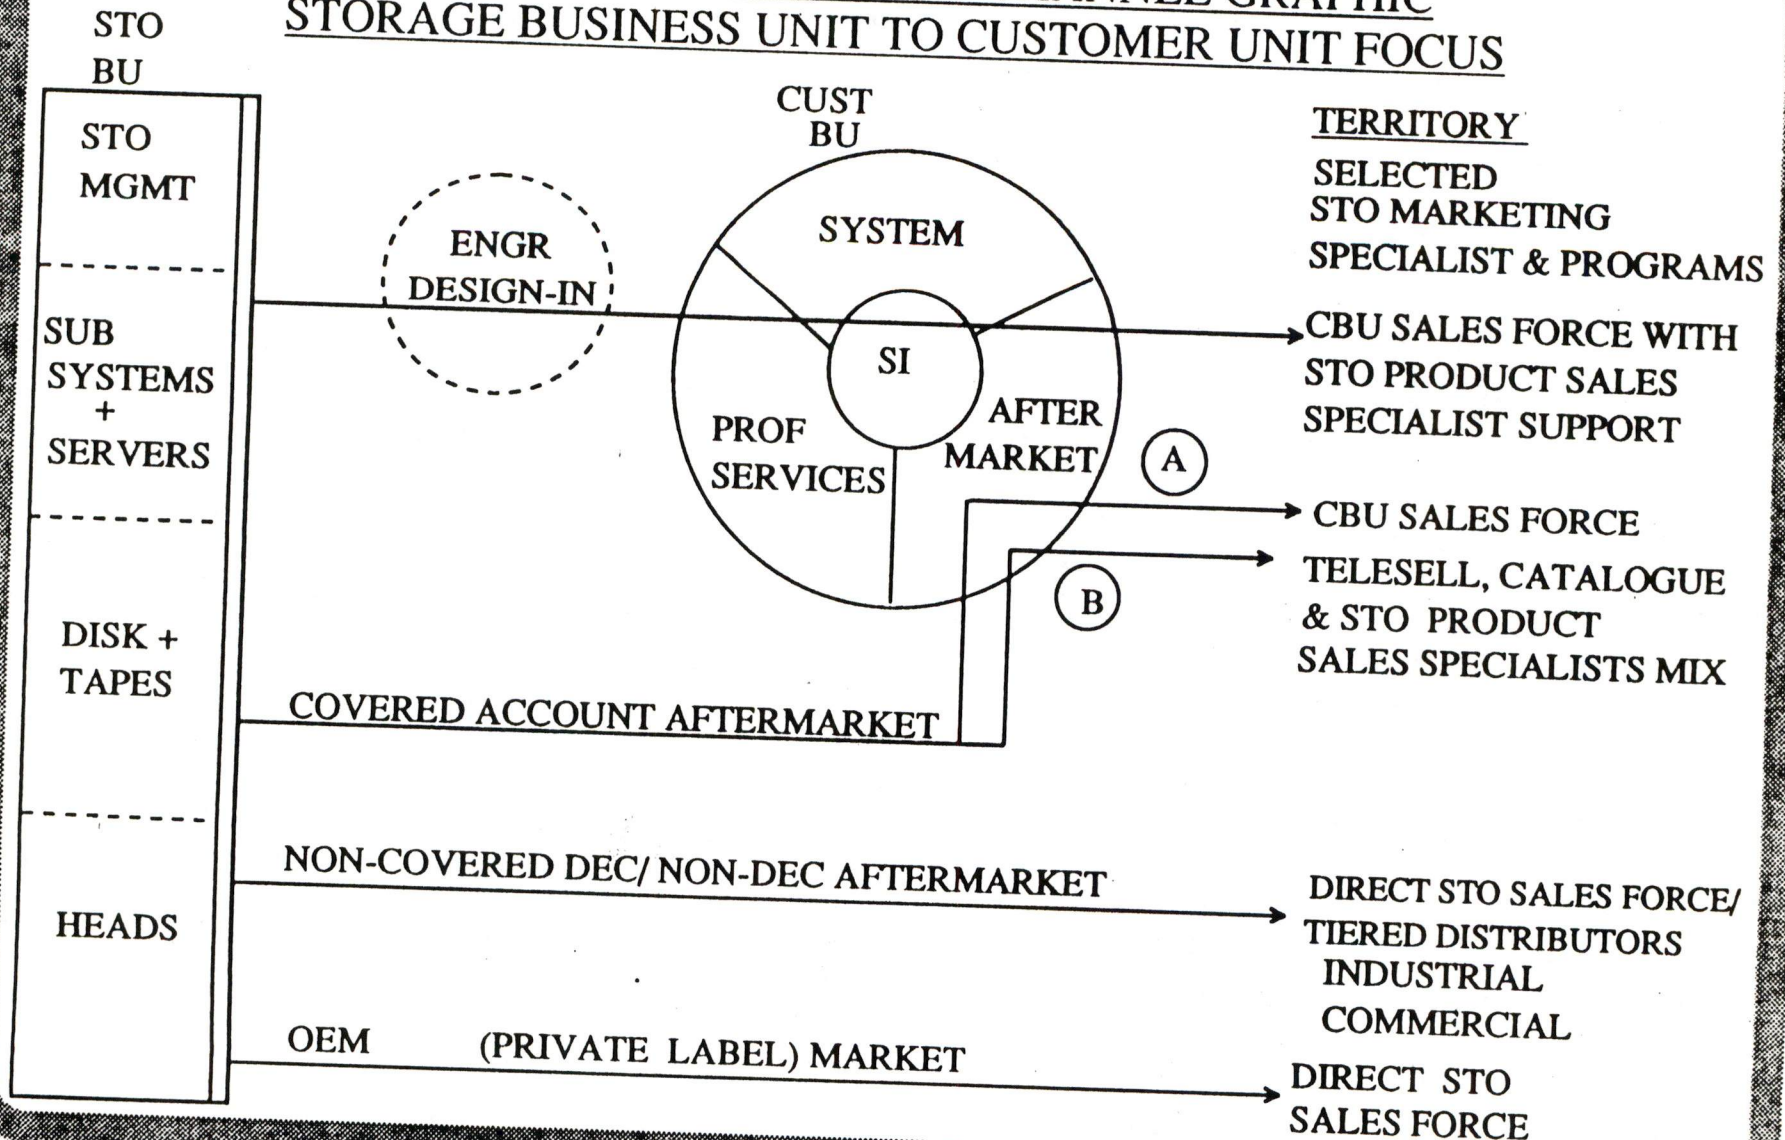 GRAPHIC
STORAGE BUSINESS UNIT TO CUSTOMER UNIT FOCUS
STO
BU
STO
MGMT
SUB
SYSTEMS
+
SERVERS
DISK +
TAPES
HEADS
ENGR
DESIGN-IN
CUST
BU
SYSTEM
SI
PROF
SERVICES
AFTER
MARKET
A
B
TERRITORY
SELECTED
STO MARKETING
SPECIALIST & PROGRAMS
CBU SALES FORCE WITH
STO PRODUCT SALES
SPECIALIST SUPPORT
CBU SALES FORCE
TELESELL, CATALOGUE
& STO PRODUCT
SALES SPECIALISTS MIX
COVERED ACCOUNT AFTERMARKET
NON-COVERED DEC/ NON-DEC AFTERMARKET
DIRECT STO SALES FORCE/
TIERED DISTRIBUTORS
INDUSTRIAL
COMMERCIAL
OEM (PRIVATE LABEL) MARKET
DIRECT STO
SALES FORCE